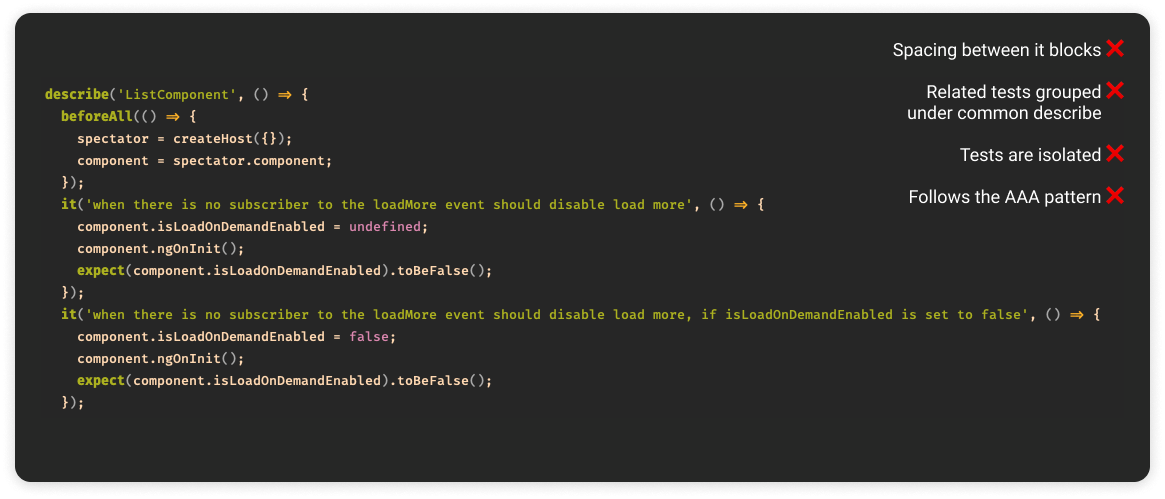 Spacing between it blocks ❌
Related tests grouped ❌
under common describe
Tests are isolated ❌
Follows the AAA pattern ❌
describe('ListComponent', () => {
  beforeAll(() => {
    spectator = createHost({});
    component = spectator.component;
  });
  it('when there is no subscriber to the loadMore event should disable load more', () => {
    component.isLoadOnDemandEnabled = undefined;
    component.ngOnInit();
    expect(component.isLoadOnDemandEnabled).toBeFalse();
  });
  it('when there is no subscriber to the loadMore event should disable load more, if isLoadOnDemandEnabled is set to false', () => {
    component.isLoadOnDemandEnabled = false;
    component.ngOnInit();
    expect(component.isLoadOnDemandEnabled).toBeFalse();
  });